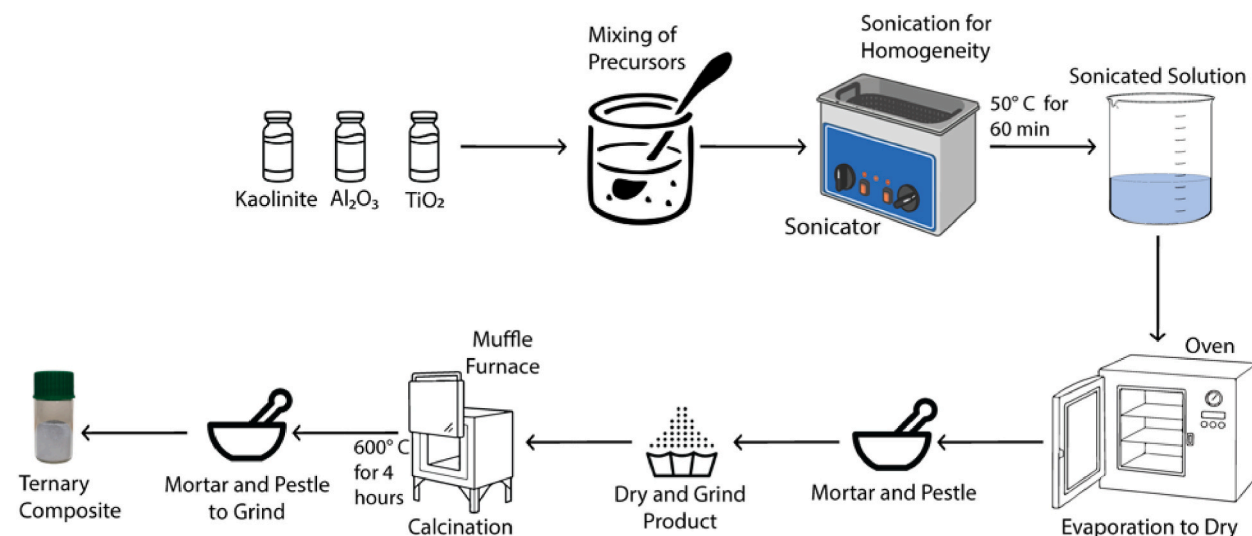 Kaolinite
Al₂O₃
TiO₂
Mixing of
Precursors
Sonication for
Homogeneity
Sonicator
50° C for
60 min
Sonicated Solution
Oven
Evaporation to Dry
Mortar and Pestle
Dry and Grind
Product
Muffle
Furnace
Calcination
600° C
for 4
hours
Mortar and Pestle
to Grind
Ternary
Composite